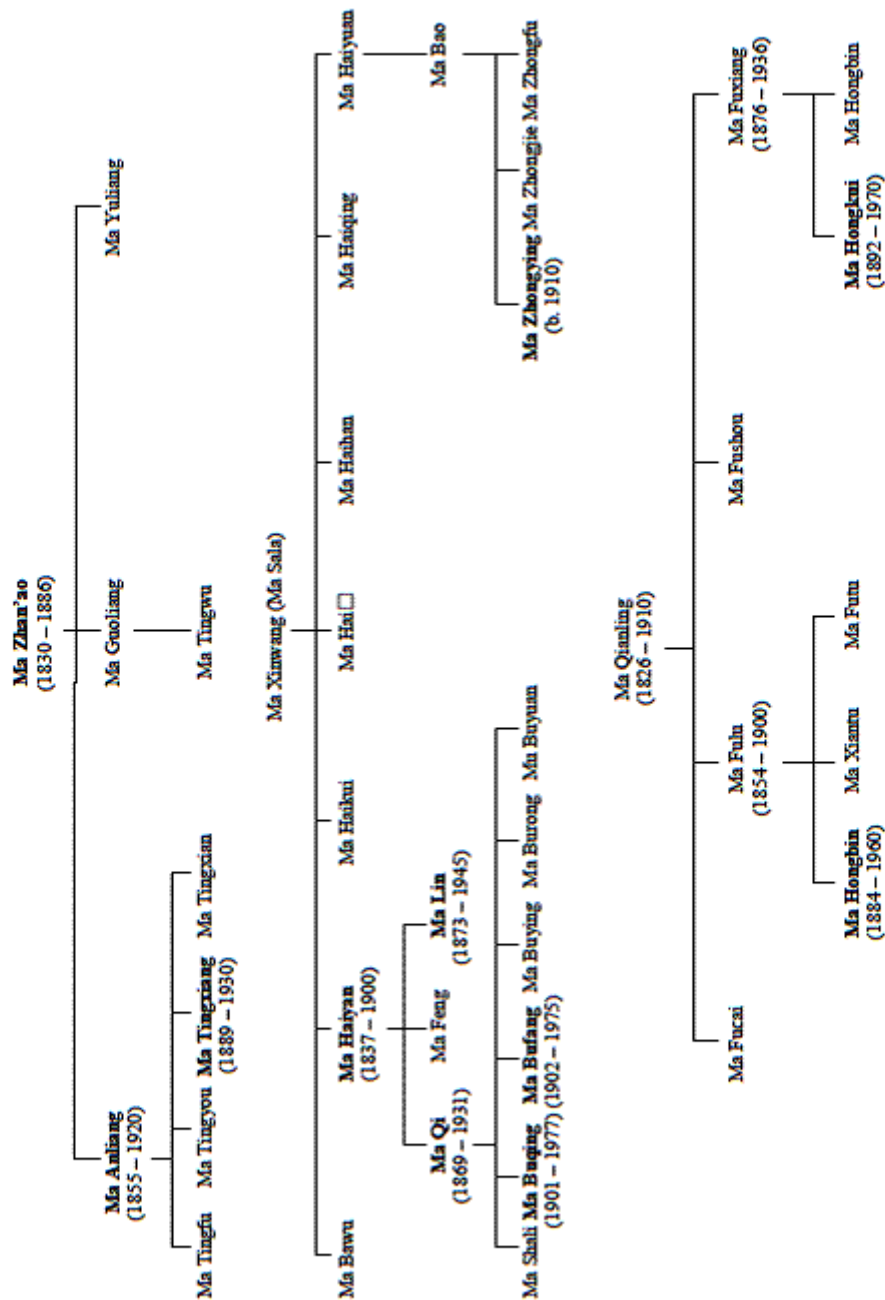 Ma Zhan'ao
(1830 – 1886)
Ma Anliang
(1855 – 1920)
Ma Guoliang
Ma Yuliang
Ma Tingfu
Ma Tingyou
Ma Tingxiang
(1889 – 1930)
Ma Tingxian
Ma Tingwu
Ma Xinwang (Ma Sala)
Ma Bawu
Ma Haiyan
(1837 – 1900)
Ma Haikui
Ma Hai□
Ma Haihan
Ma Haiqing
Ma Haiyuan
Ma Qi
(1869 – 1931)
Ma Feng
Ma Lin
(1873 – 1945)
Ma Bao
Ma Shali
Ma Buqing
(1901 – 1977)
Ma Bufang
(1902 – 1975)
Ma Buying
Ma Burong
Mu Buyuan
Ma Zhongying
(b. 1910)
Ma Zhongjie
Ma Zhongfu
Ma Qianling
(1826 – 1910)
Ma Fucai
Ma Fulu
(1854 – 1900)
Ma Fushou
Ma Fuxiang
(1876 – 1936)
Ma Hongbin
(1884 – 1960)
Ma Xiantu
Ma Futu
Ma Hongkui
(1892 – 1970)
Ma Hongbin